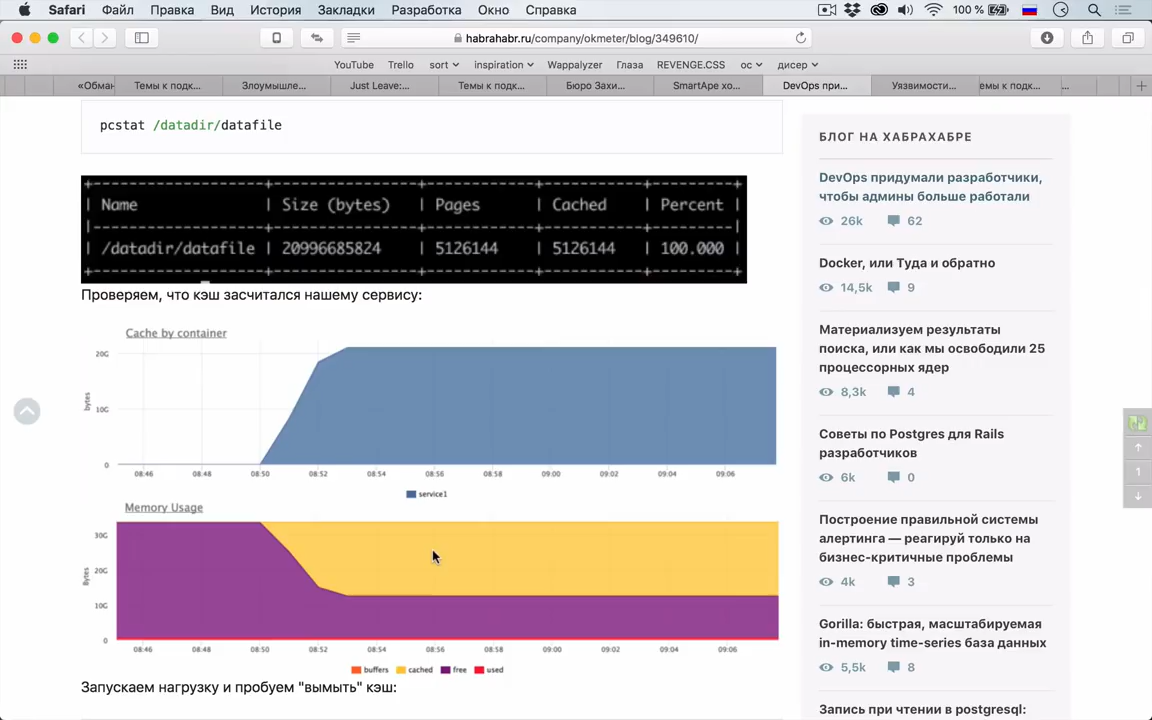 Safari Файл Правка Вид История Закладки Разработка Окно Справка 100 %
habrahabr.ru/company/okmeter/blog/349610/
YouTube Trello sort inspiration Wappalyzer Глаза REVENGE.CSS ос дисер
«Обман Темы к подк... Злоумышле... Just Leave:... Темы к подк... Бюро Захи... SmartApe хо... DevOps при... Уязвимости... емы к подк... ...
pcstat /datadir/datafile
Name Size (bytes) Pages Cached Percent
/datadir/datafile 20996685824 5126144 5126144 100.000
Проверяем, что кэш засчитался нашему сервису:
Cache by container
20G
bytes
10G
0
08:46 08:48 08:50 08:52 08:54 08:56 08:58 09:00 09:02 09:04 09:06
service1
Memory Usage
30G
Bytes
20G
10G
0
08:46 08:48 08:50 08:52 08:54 08:56 08:58 09:00 09:02 09:04 09:06
buffers cached free used
Запускаем нагрузку и пробуем "вымыть" кэш:
БЛОГ НА ХАБРАХАБРЕ
DevOps придумали разработчики,
чтобы админы больше работали
26k 62
Docker, или Туда и обратно
14,5k 9
Материализуем результаты
поиска, или как мы освободили 25
процессорных ядер
8,3k 4
Советы по Postgres для Rails
разработчиков
6k 0
Построение правильной системы
алертинга — реагируй только на
бизнес-критичные проблемы
4k 3
Gorilla: быстрая, масштабируемая
in-memory time-series база данных
5,5k 8
Запись при чтении в postgresql:
1